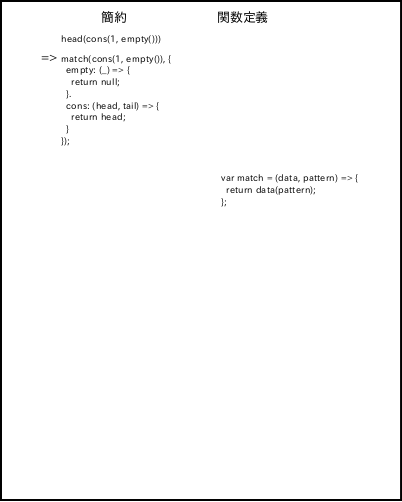 簡約
関数定義
head(cons(1, empty()))
=> match(cons(1, empty()), {
empty: (_) => {
return null;
}.
cons: (head, tail) => {
return head;
}
});
var match = (data, pattern) => {
return data(pattern);
};